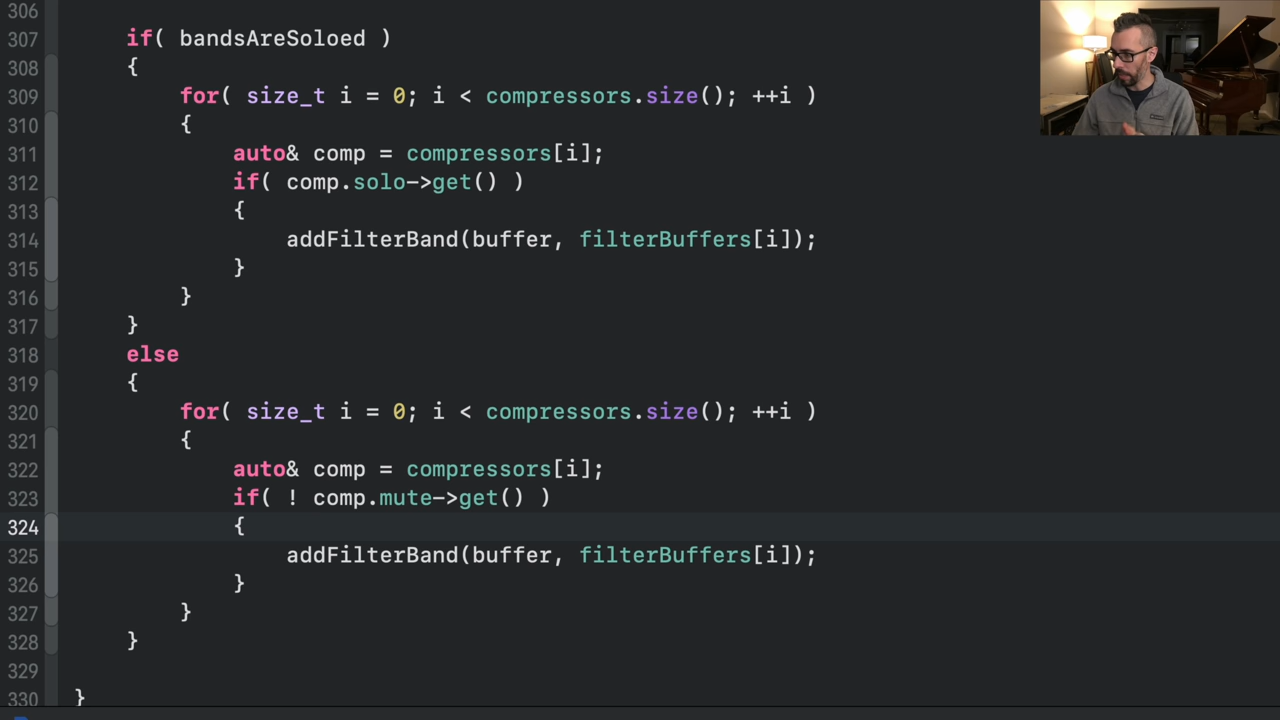 306
307 if( bandsAreSoloed )
308 {
309 for( size_t i = 0; i < compressors.size(); ++i )
310 {
311 auto& comp = compressors[i];
312 if( comp.solo->get() )
313 {
314 addFilterBand(buffer, filterBuffers[i]);
315 }
316 }
317 }
318 else
319 {
320 for( size_t i = 0; i < compressors.size(); ++i )
321 {
322 auto& comp = compressors[i];
323 if( ! comp.mute->get() )
324 {
325 addFilterBand(buffer, filterBuffers[i]);
326 }
327 }
328 }
329
330 }